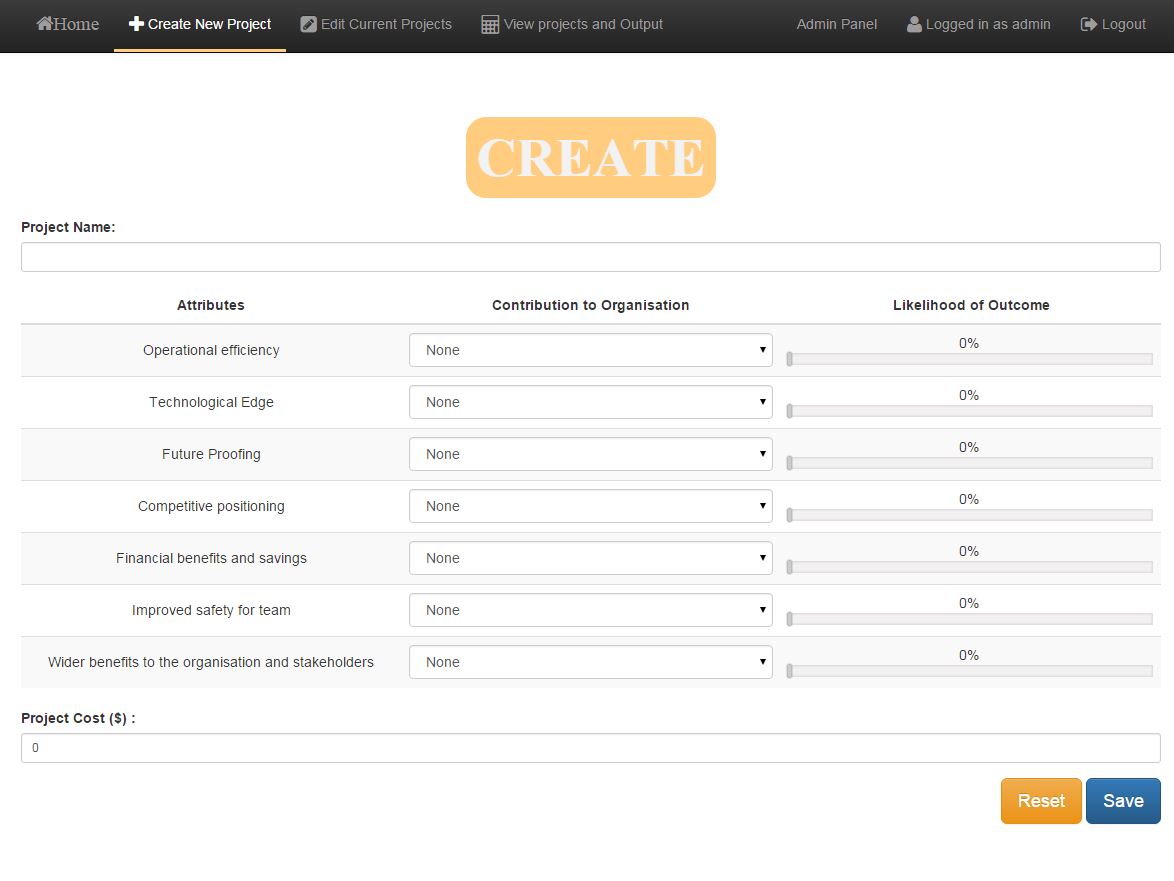 Home Create New Project Edit Current Projects View projects and Output Admin Panel Logged in as admin Logout
CREATE
Project Name:
Attributes Contribution to Organisation Likelihood of Outcome
Operational efficiency None 0%
Technological Edge None 0%
Future Proofing None 0%
Competitive positioning None 0%
Financial benefits and savings None 0%
Improved safety for team None 0%
Wider benefits to the organisation and stakeholders None 0%
Project Cost ($) :
0
Reset Save